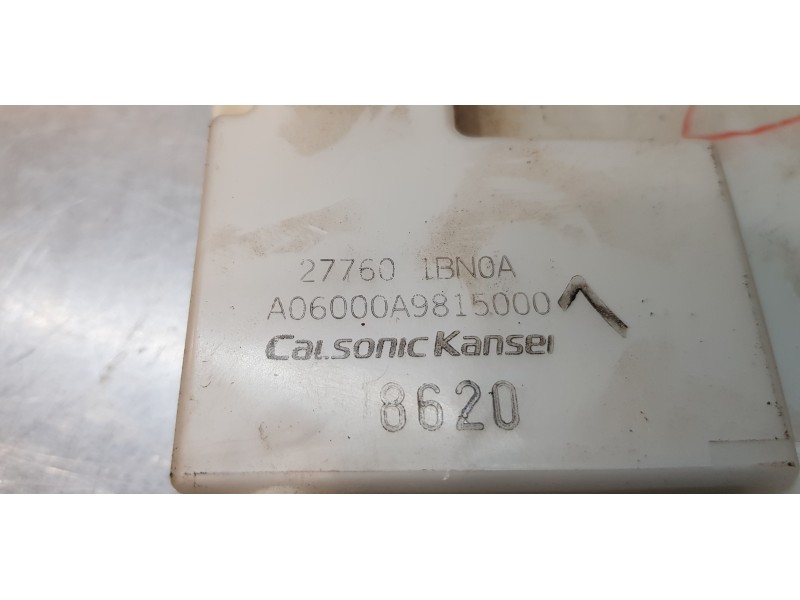 27760 1BN0A
A06000A9815000
CALSONIC KANSEI
8620